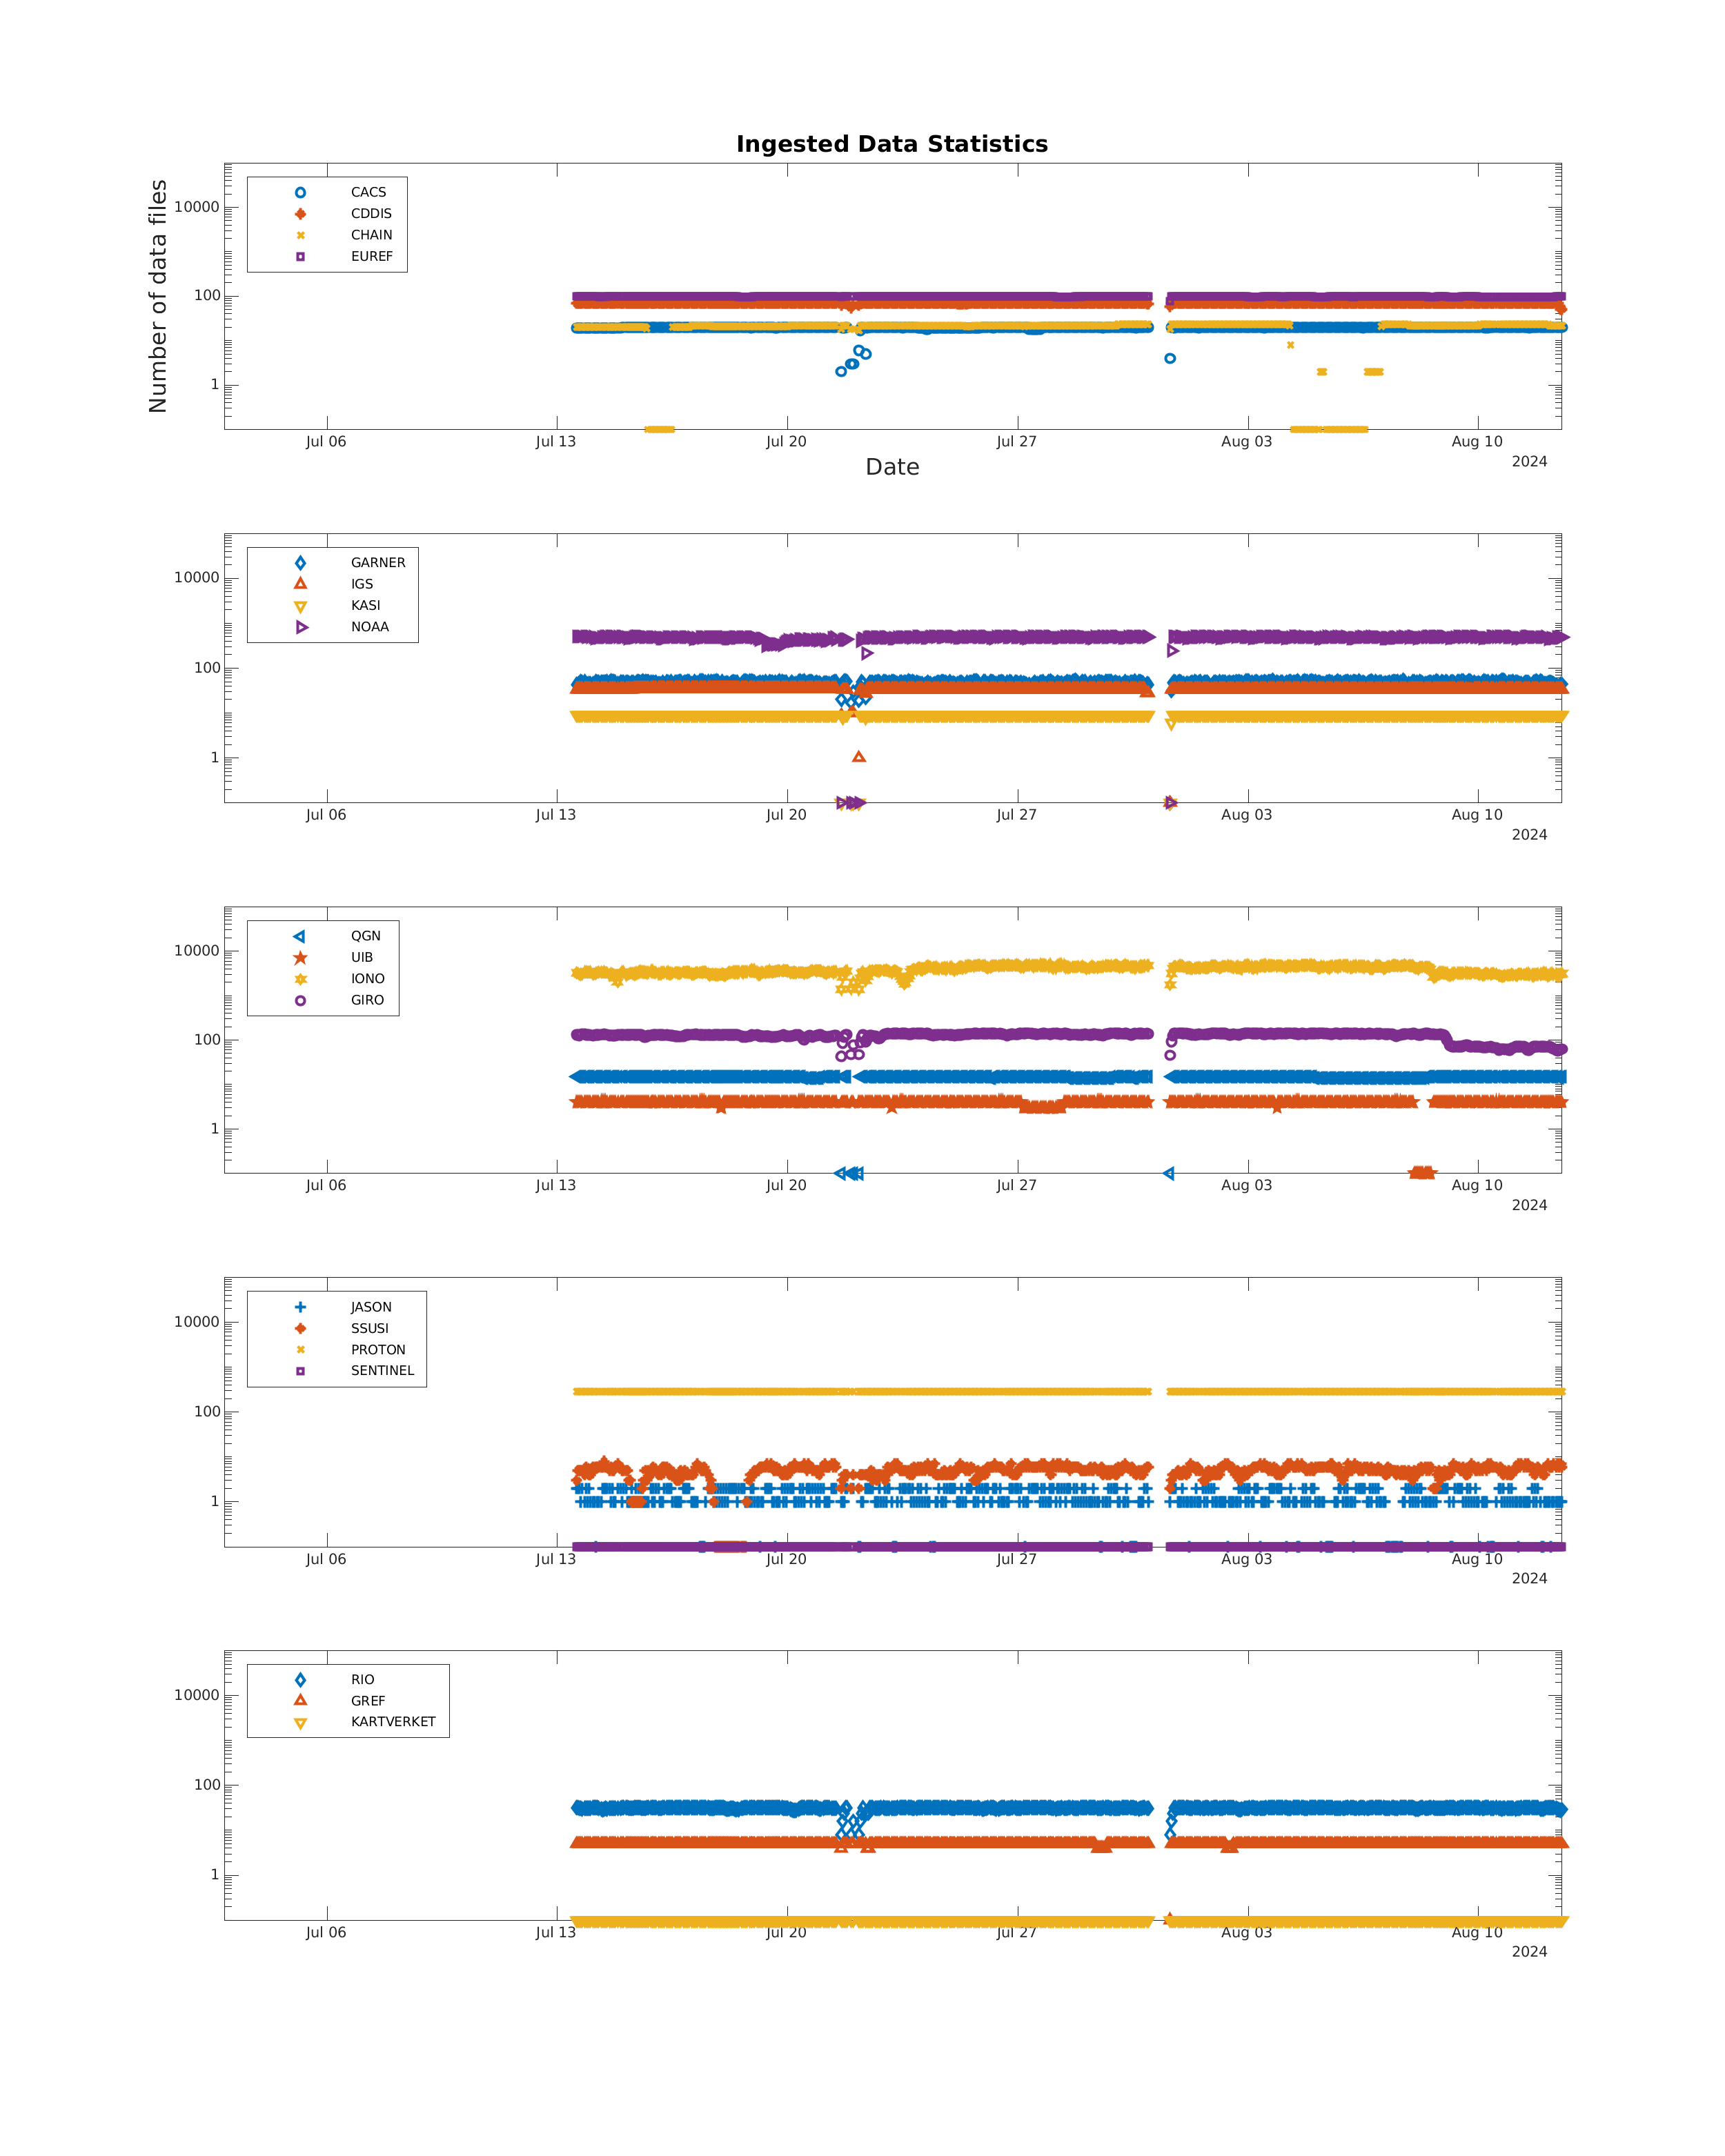 Ingested Data Statistics
Number of data files
CACS
CDDIS
CHAIN
EUREF
10000
100
1
Jul 06 Jul 13 Jul 20 Jul 27 Aug 03 Aug 10
2024
Date
GARNER
IGS
KASI
NOAA
10000
100
1
Jul 06 Jul 13 Jul 20 Jul 27 Aug 03 Aug 10
2024
QGN
UIB
IONO
GIRO
10000
100
1
Jul 06 Jul 13 Jul 20 Jul 27 Aug 03 Aug 10
2024
JASON
SSUSI
PROTON
SENTINEL
10000
100
1
Jul 06 Jul 13 Jul 20 Jul 27 Aug 03 Aug 10
2024
RIO
GREF
KARTVERKET
10000
100
1
Jul 06 Jul 13 Jul 20 Jul 27 Aug 03 Aug 10
2024